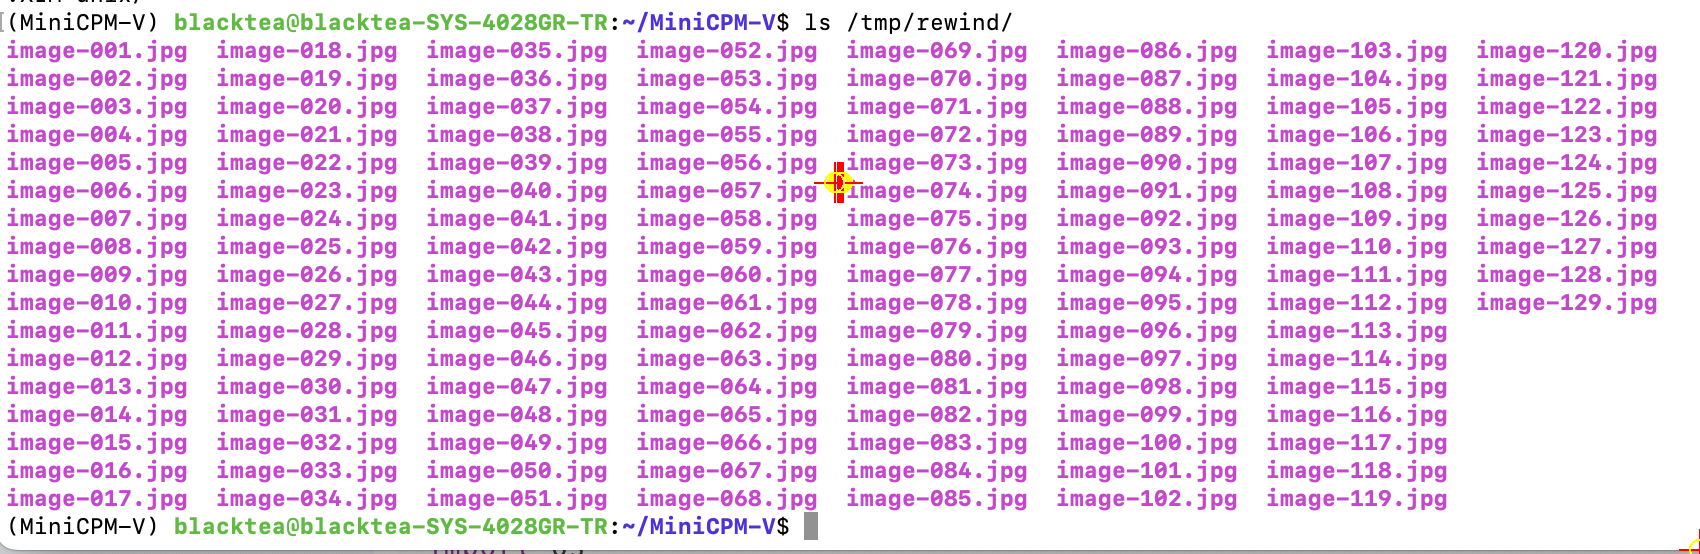 (MiniCPM-V) blacktea@blacktea-SYS-4028GR-TR:~/MiniCPM-V$ ls /tmp/rewind/
image-001.jpg image-018.jpg image-035.jpg image-052.jpg image-069.jpg image-086.jpg image-103.jpg image-120.jpg
image-002.jpg image-019.jpg image-036.jpg image-053.jpg image-070.jpg image-087.jpg image-104.jpg image-121.jpg
image-003.jpg image-020.jpg image-037.jpg image-054.jpg image-071.jpg image-088.jpg image-105.jpg image-122.jpg
image-004.jpg image-021.jpg image-038.jpg image-055.jpg image-072.jpg image-089.jpg image-106.jpg image-123.jpg
image-005.jpg image-022.jpg image-039.jpg image-056.jpg image-073.jpg image-090.jpg image-107.jpg image-124.jpg
image-006.jpg image-023.jpg image-040.jpg image-057.jpg image-074.jpg image-091.jpg image-108.jpg image-125.jpg
image-007.jpg image-024.jpg image-041.jpg image-058.jpg image-075.jpg image-092.jpg image-109.jpg image-126.jpg
image-008.jpg image-025.jpg image-042.jpg image-059.jpg image-076.jpg image-093.jpg image-110.jpg image-127.jpg
image-009.jpg image-026.jpg image-043.jpg image-060.jpg image-077.jpg image-094.jpg image-111.jpg image-128.jpg
image-010.jpg image-027.jpg image-044.jpg image-061.jpg image-078.jpg image-095.jpg image-112.jpg image-129.jpg
image-011.jpg image-028.jpg image-045.jpg image-062.jpg image-079.jpg image-096.jpg image-113.jpg
image-012.jpg image-029.jpg image-046.jpg image-063.jpg image-080.jpg image-097.jpg image-114.jpg
image-013.jpg image-030.jpg image-047.jpg image-064.jpg image-081.jpg image-098.jpg image-115.jpg
image-014.jpg image-031.jpg image-048.jpg image-065.jpg image-082.jpg image-099.jpg image-116.jpg
image-015.jpg image-032.jpg image-049.jpg image-066.jpg image-083.jpg image-100.jpg image-117.jpg
image-016.jpg image-033.jpg image-050.jpg image-067.jpg image-084.jpg image-101.jpg image-118.jpg
image-017.jpg image-034.jpg image-051.jpg image-068.jpg image-085.jpg image-102.jpg image-119.jpg
(MiniCPM-V) blacktea@blacktea-SYS-4028GR-TR:~/MiniCPM-V$